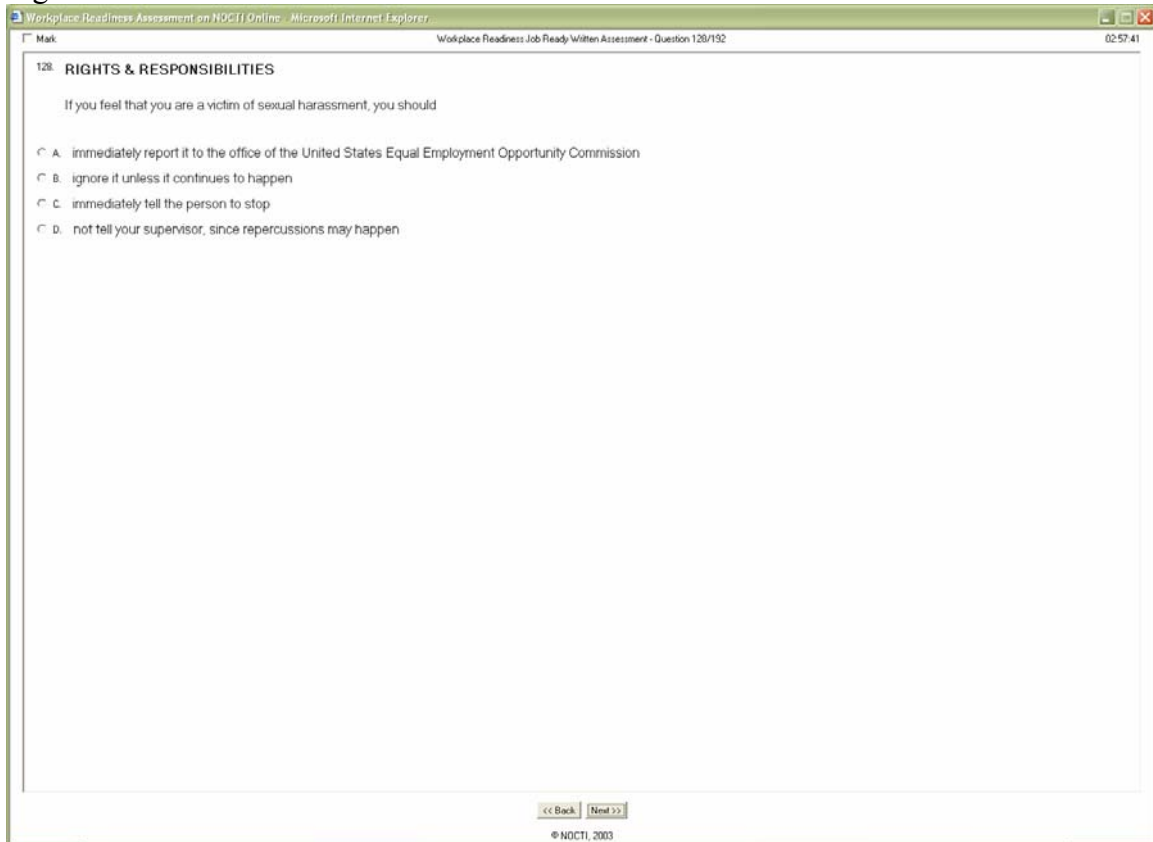 Workplace Readiness Assessment on NOCTI Online - Microsoft Internet Explorer
Mark Workplace Readiness Job Ready Written Assessment - Question 128/192 02:57:41
128. RIGHTS & RESPONSIBILITIES
If you feel that you are a victim of sexual harassment, you should
A. immediately report it to the office of the United States Equal Employment Opportunity Commission
B. ignore it unless it continues to happen
C. immediately tell the person to stop
D. not tell your supervisor, since repercussions may happen
<< Back Next >>
© NOCTI, 2003